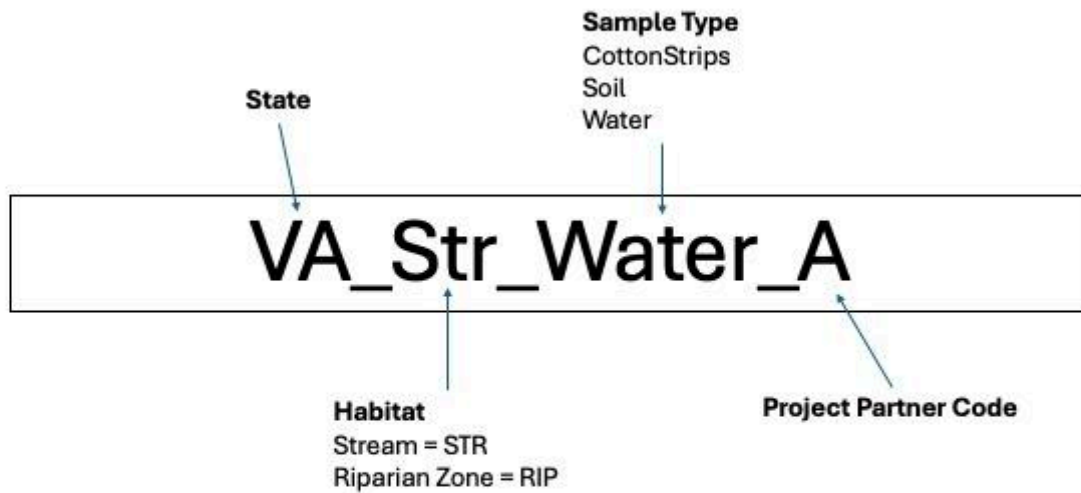 Sample Type
CottonStrips
Soil
Water
State
VA_Str_Water_A
Habitat
Stream = STR
Riparian Zone = RIP
Project Partner Code